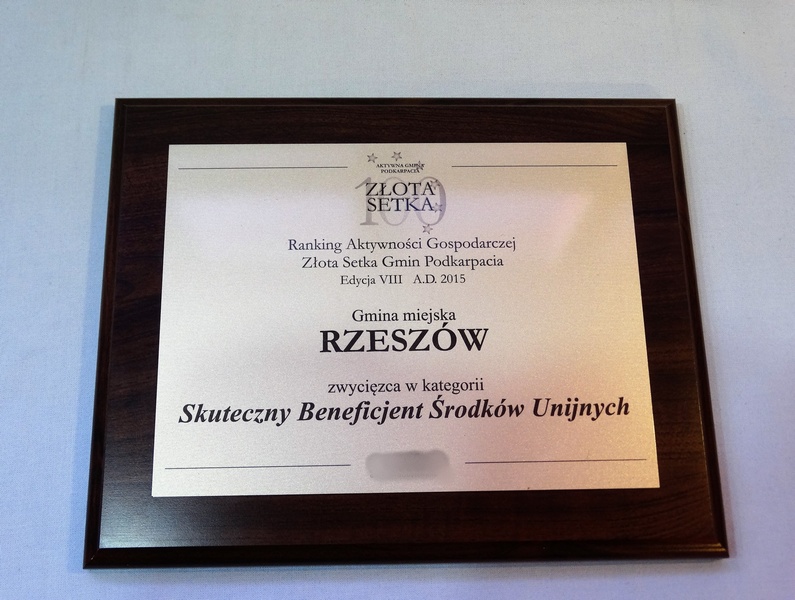 AKTYWNA GMINA
PODKARPACIA
100
ZŁOTA
SETKA
Ranking Aktywności Gospodarczej
Złota Setka Gmin Podkarpacia
Edycja VIII A.D. 2015
Gmina miejska
RZESZÓW
zwycięzca w kategorii
Skuteczny Beneficjent Środków Unijnych